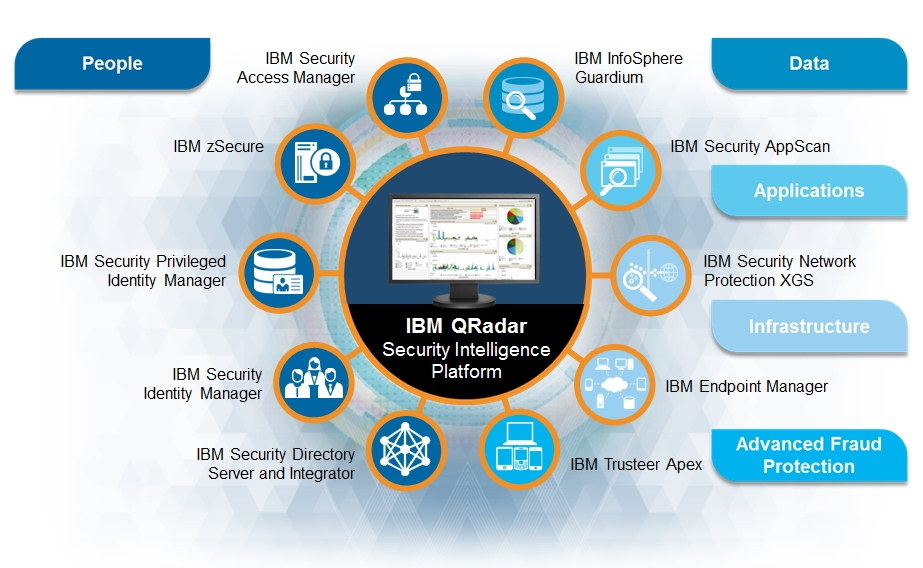 People
IBM Security
Access Manager
IBM InfoSphere
Guardium
Data
IBM zSecure
IBM Security AppScan
Applications
IBM Security Privileged
Identity Manager
IBM Security Network
Protection XGS
IBM QRadar
Security Intelligence
Platform
Infrastructure
IBM Security
Identity Manager
IBM Endpoint Manager
IBM Security Directory
Server and Integrator
IBM Trusteer Apex
Advanced Fraud
Protection